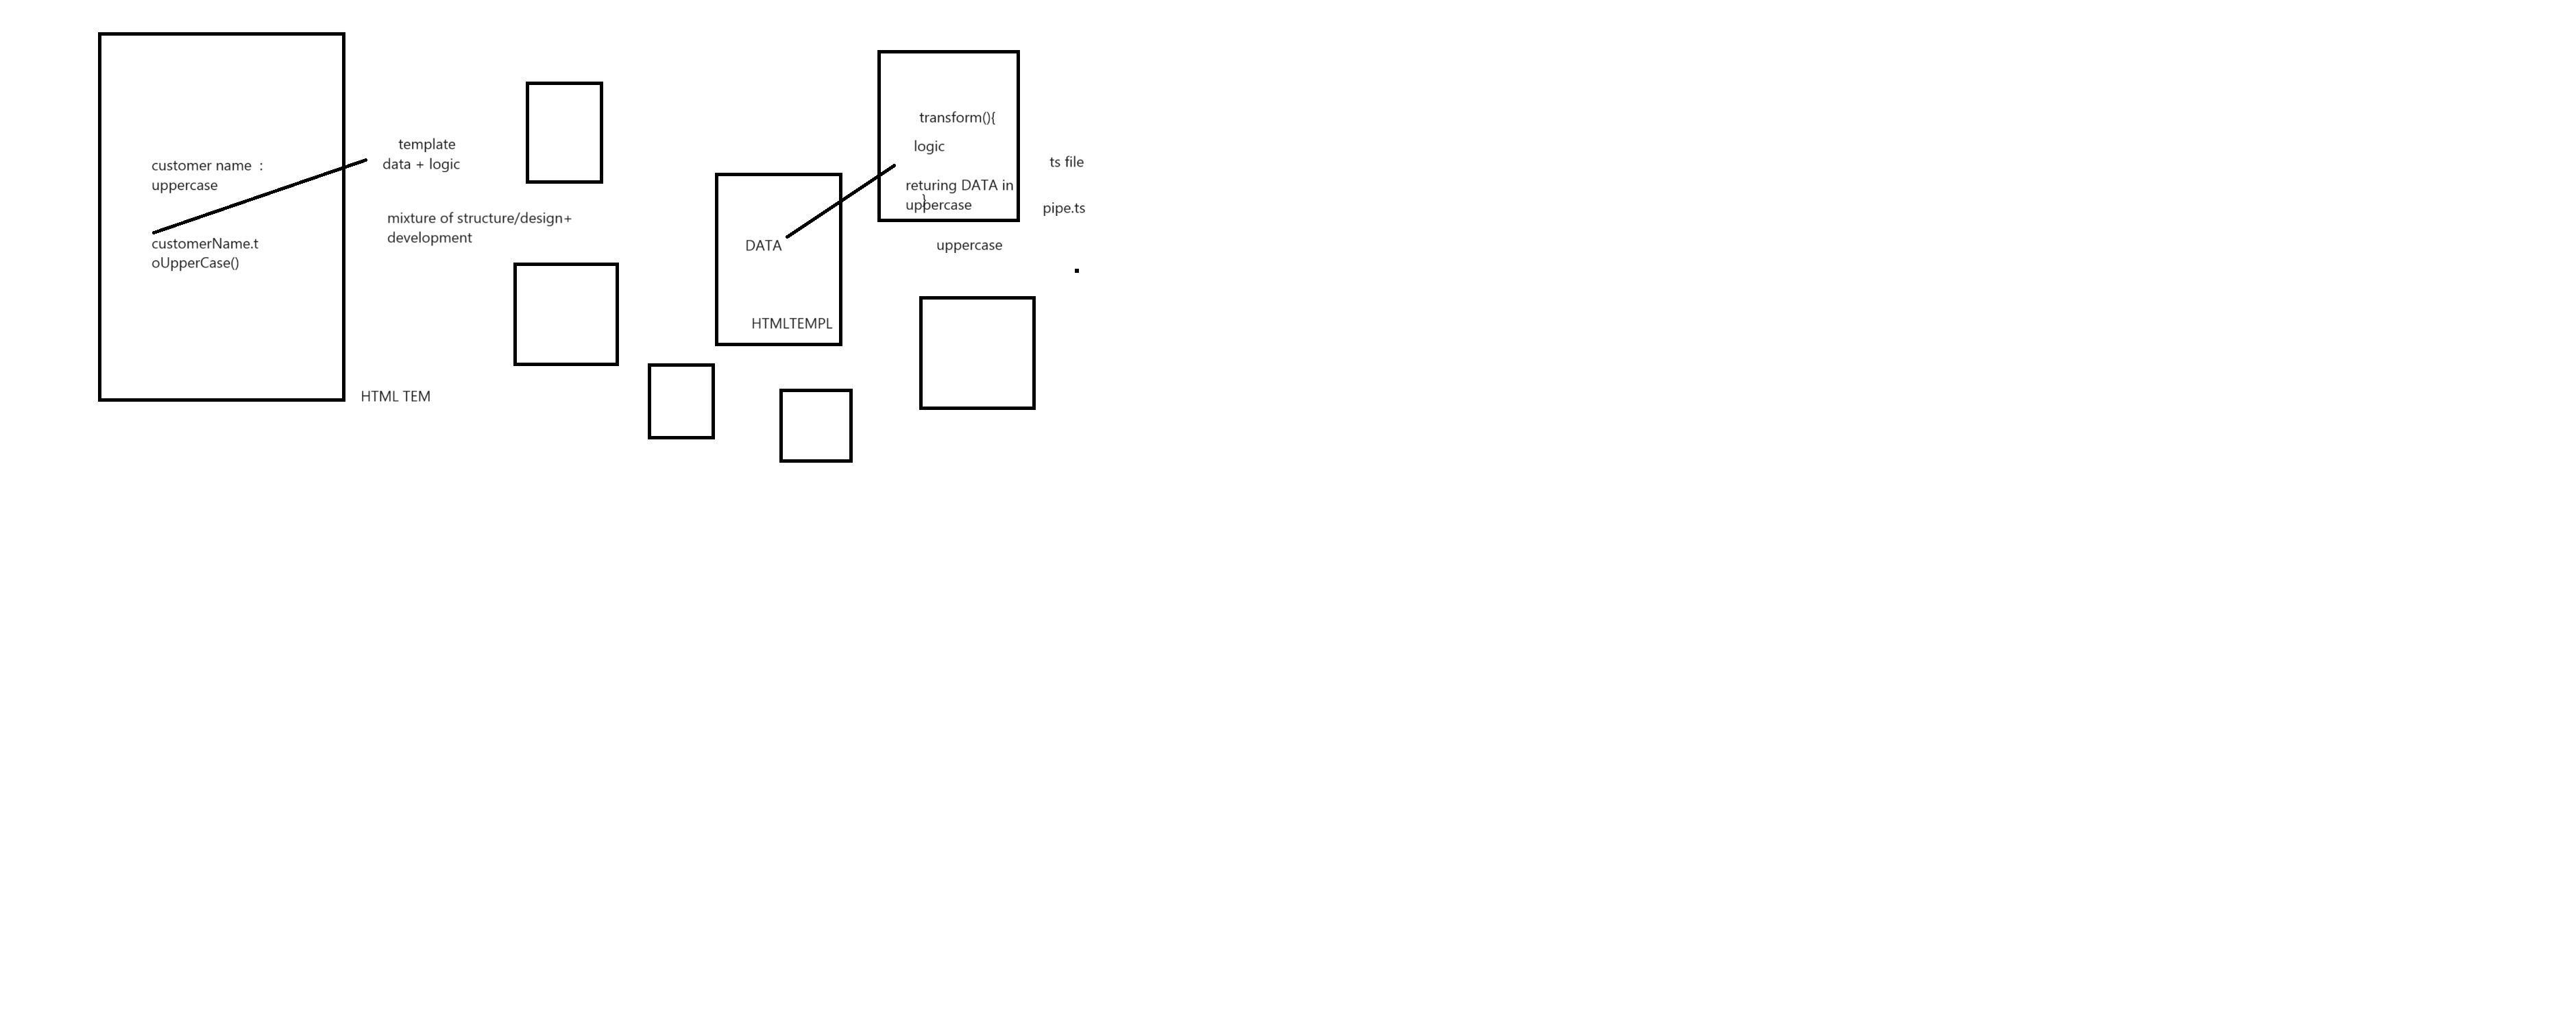 customer name  :
uppercase
customerName.t
oUpperCase()
template
data + logic
mixture of structure/design+
development
HTML TEM
DATA
HTMLTEMPL
transform(){
logic
returing DATA in
uppercase
}
uppercase
ts file
pipe.ts